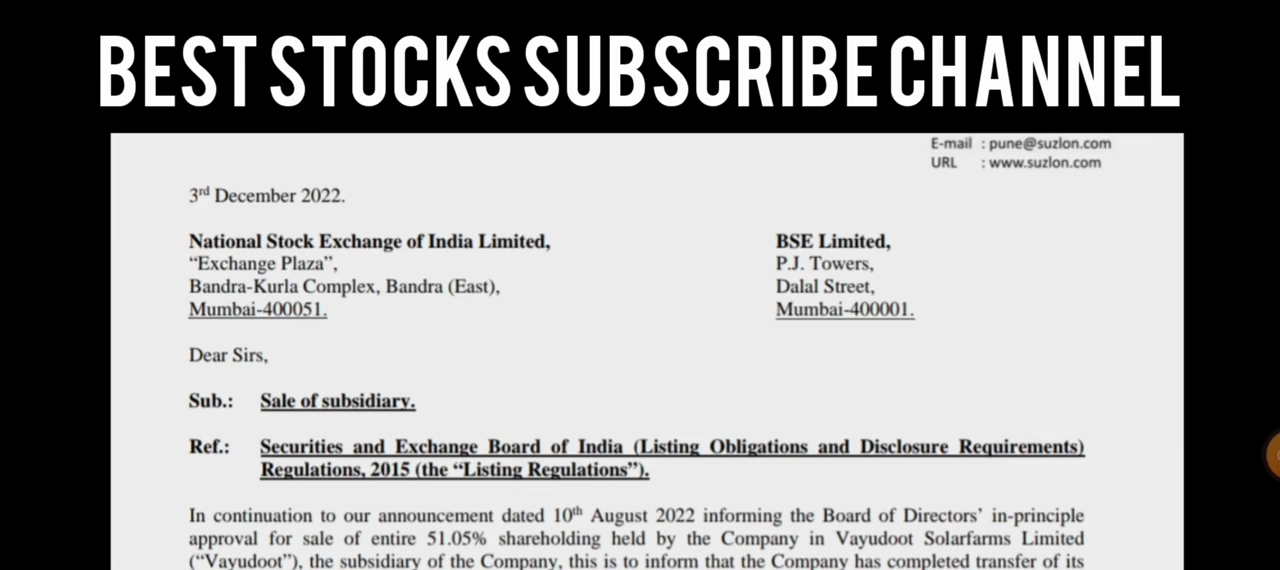 BEST STOCKS SUBSCRIBE CHANNEL
E-mail : pune@suzlon.com
URL : www.suzlon.com
3rd December 2022.
National Stock Exchange of India Limited,
“Exchange Plaza”,
Bandra-Kurla Complex, Bandra (East),
Mumbai-400051.
BSE Limited,
P.J. Towers,
Dalal Street,
Mumbai-400001.
Dear Sirs,
Sub.: Sale of subsidiary.
Ref.: Securities and Exchange Board of India (Listing Obligations and Disclosure Requirements)
Regulations, 2015 (the “Listing Regulations”).
In continuation to our announcement dated 10th August 2022 informing the Board of Directors’ in-principle
approval for sale of entire 51.05% shareholding held by the Company in Vayudoot Solarfarms Limited
(“Vayudoot”), the subsidiary of the Company, this is to inform that the Company has completed transfer of its